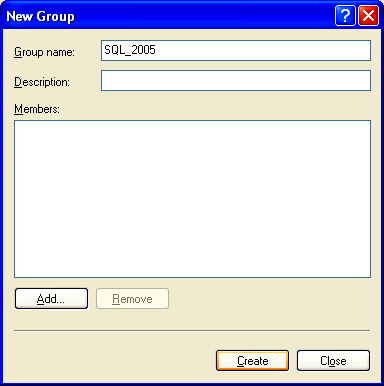 New Group
Group name: SQL_2005
Description:
Members:
Add... Remove
Create Close